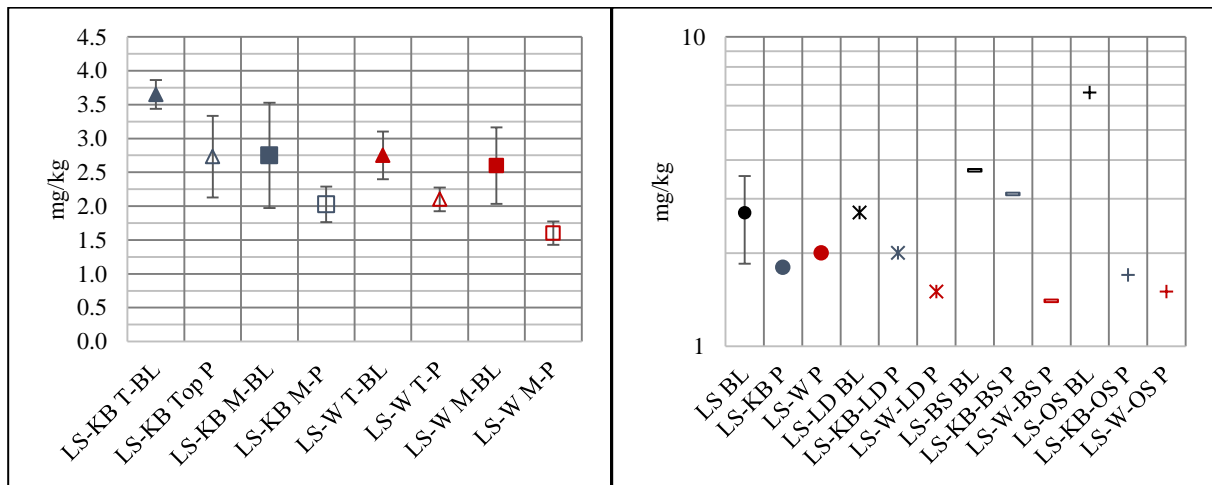 4.5
4.0
3.5
3.0
2.5
2.0
1.5
1.0
0.5
0.0
mg/kg
LS-KB T-BL
LS-KB Top P
LS-KB M-BL
LS-KB M-P
LS-W T-BL
LS-W T-P
LS-W M-BL
LS-W M-P
10
1
mg/kg
LS BL
LS-KB P
LS-W P
LS-LD BL
LS-KB-LD P
LS-W-LD P
LS-BS BL
LS-KB-BS P
LS-W-BS P
LS-OS BL
LS-KB-OS P
LS-W-OS P